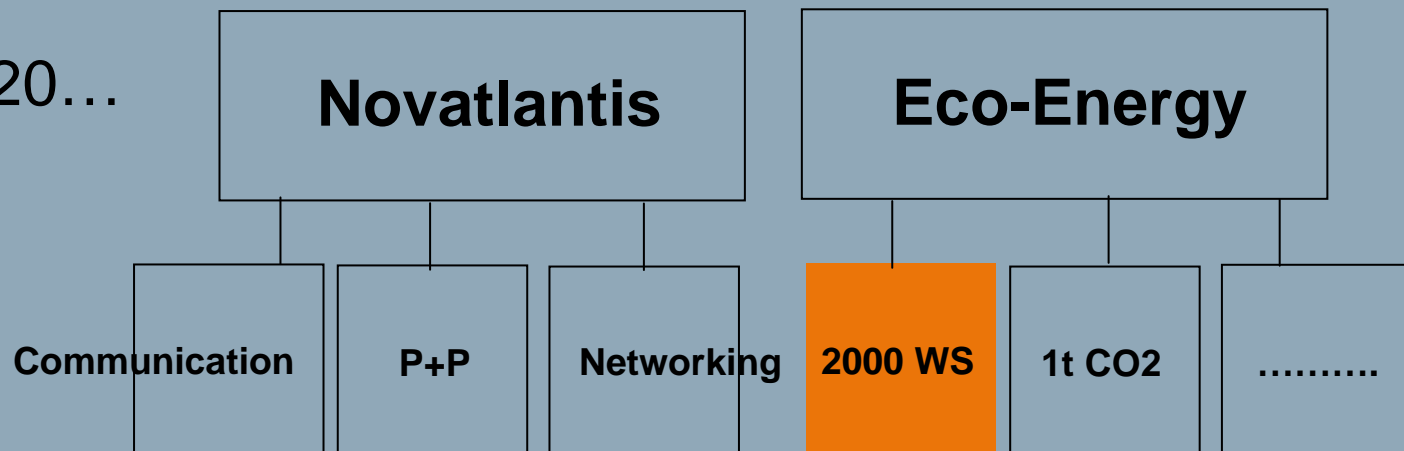 20…
Novatlantis
Eco-Energy
Communication
P+P
Networking
2000 WS
1t CO2
……….